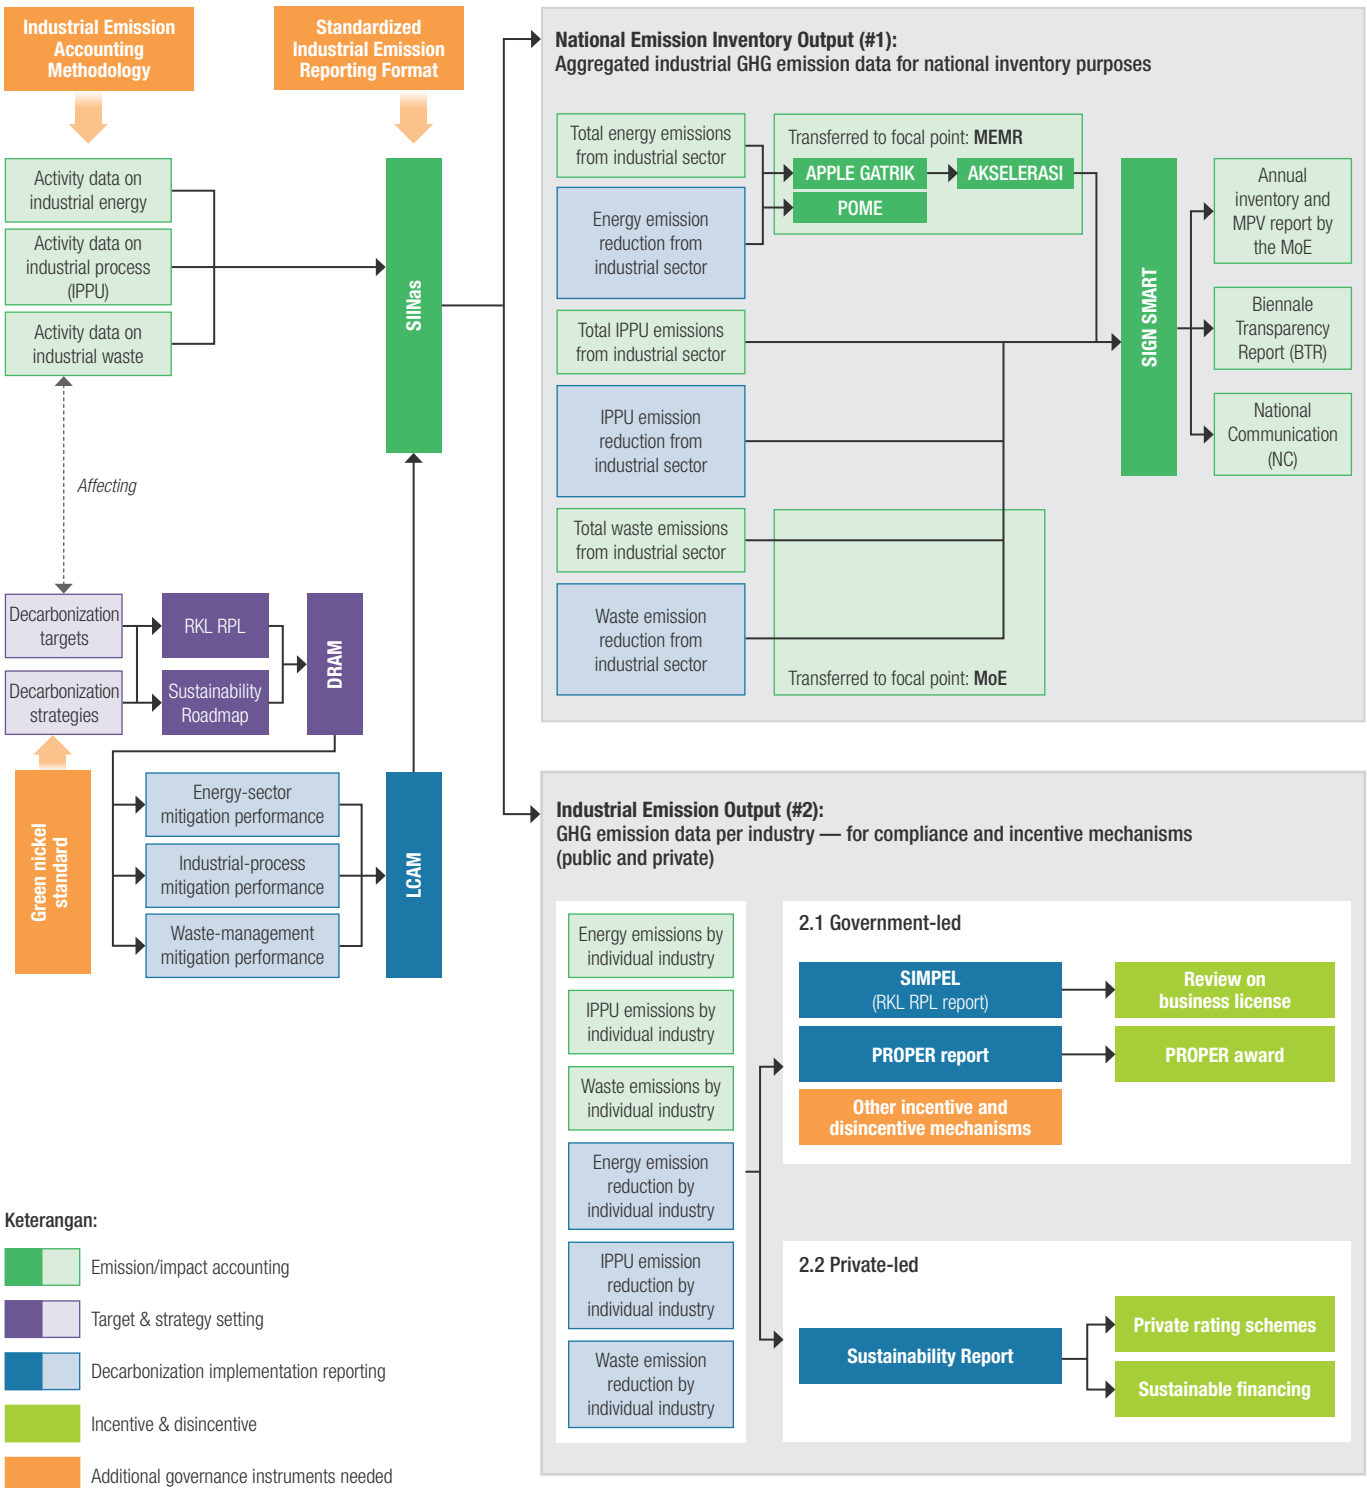 Industrial Emission
Accounting
Methodology
Standardized
Industrial Emission
Reporting Format
Activity data on
industrial energy
Activity data on
industrial process
(IPPU)
Activity data on
industrial waste
SIINas
Affecting
Decarbonization
targets
Decarbonization
strategies
RKL RPL
Sustainability
Roadmap
DRAM
Green nickel
standard
Energy-sector
mitigation performance
Industrial-process
mitigation performance
Waste-management
mitigation performance
LCAM
National Emission Inventory Output (#1):
Aggregated industrial GHG emission data for national inventory purposes
Total energy emissions
from industrial sector
Energy emission
reduction from
industrial sector
Total IPPU emissions
from industrial sector
IPPU emission
reduction from
industrial sector
Total waste emissions
from industrial sector
Waste emission
reduction from
industrial sector
Transferred to focal point: MEMR
APPLE GATRIK
AKSELERASI
POME
Transferred to focal point: MoE
SIGN SMART
Annual
inventory and
MPV report by
the MoE
Biennale
Transparency
Report (BTR)
National
Communication
(NC)
Industrial Emission Output (#2):
GHG emission data per industry — for compliance and incentive mechanisms
(public and private)
Energy emissions by
individual industry
IPPU emissions by
individual industry
Waste emissions by
individual industry
Energy emission
reduction by
individual industry
IPPU emission
reduction by
individual industry
Waste emission
reduction by
individual industry
2.1 Government-led
SIMPEL
(RKL RPL report)
Review on
business license
PROPER report
PROPER award
Other incentive and
disincentive mechanisms
2.2 Private-led
Sustainability Report
Private rating schemes
Sustainable financing
Keterangan:
Emission/impact accounting
Target & strategy setting
Decarbonization implementation reporting
Incentive & disincentive
Additional governance instruments needed